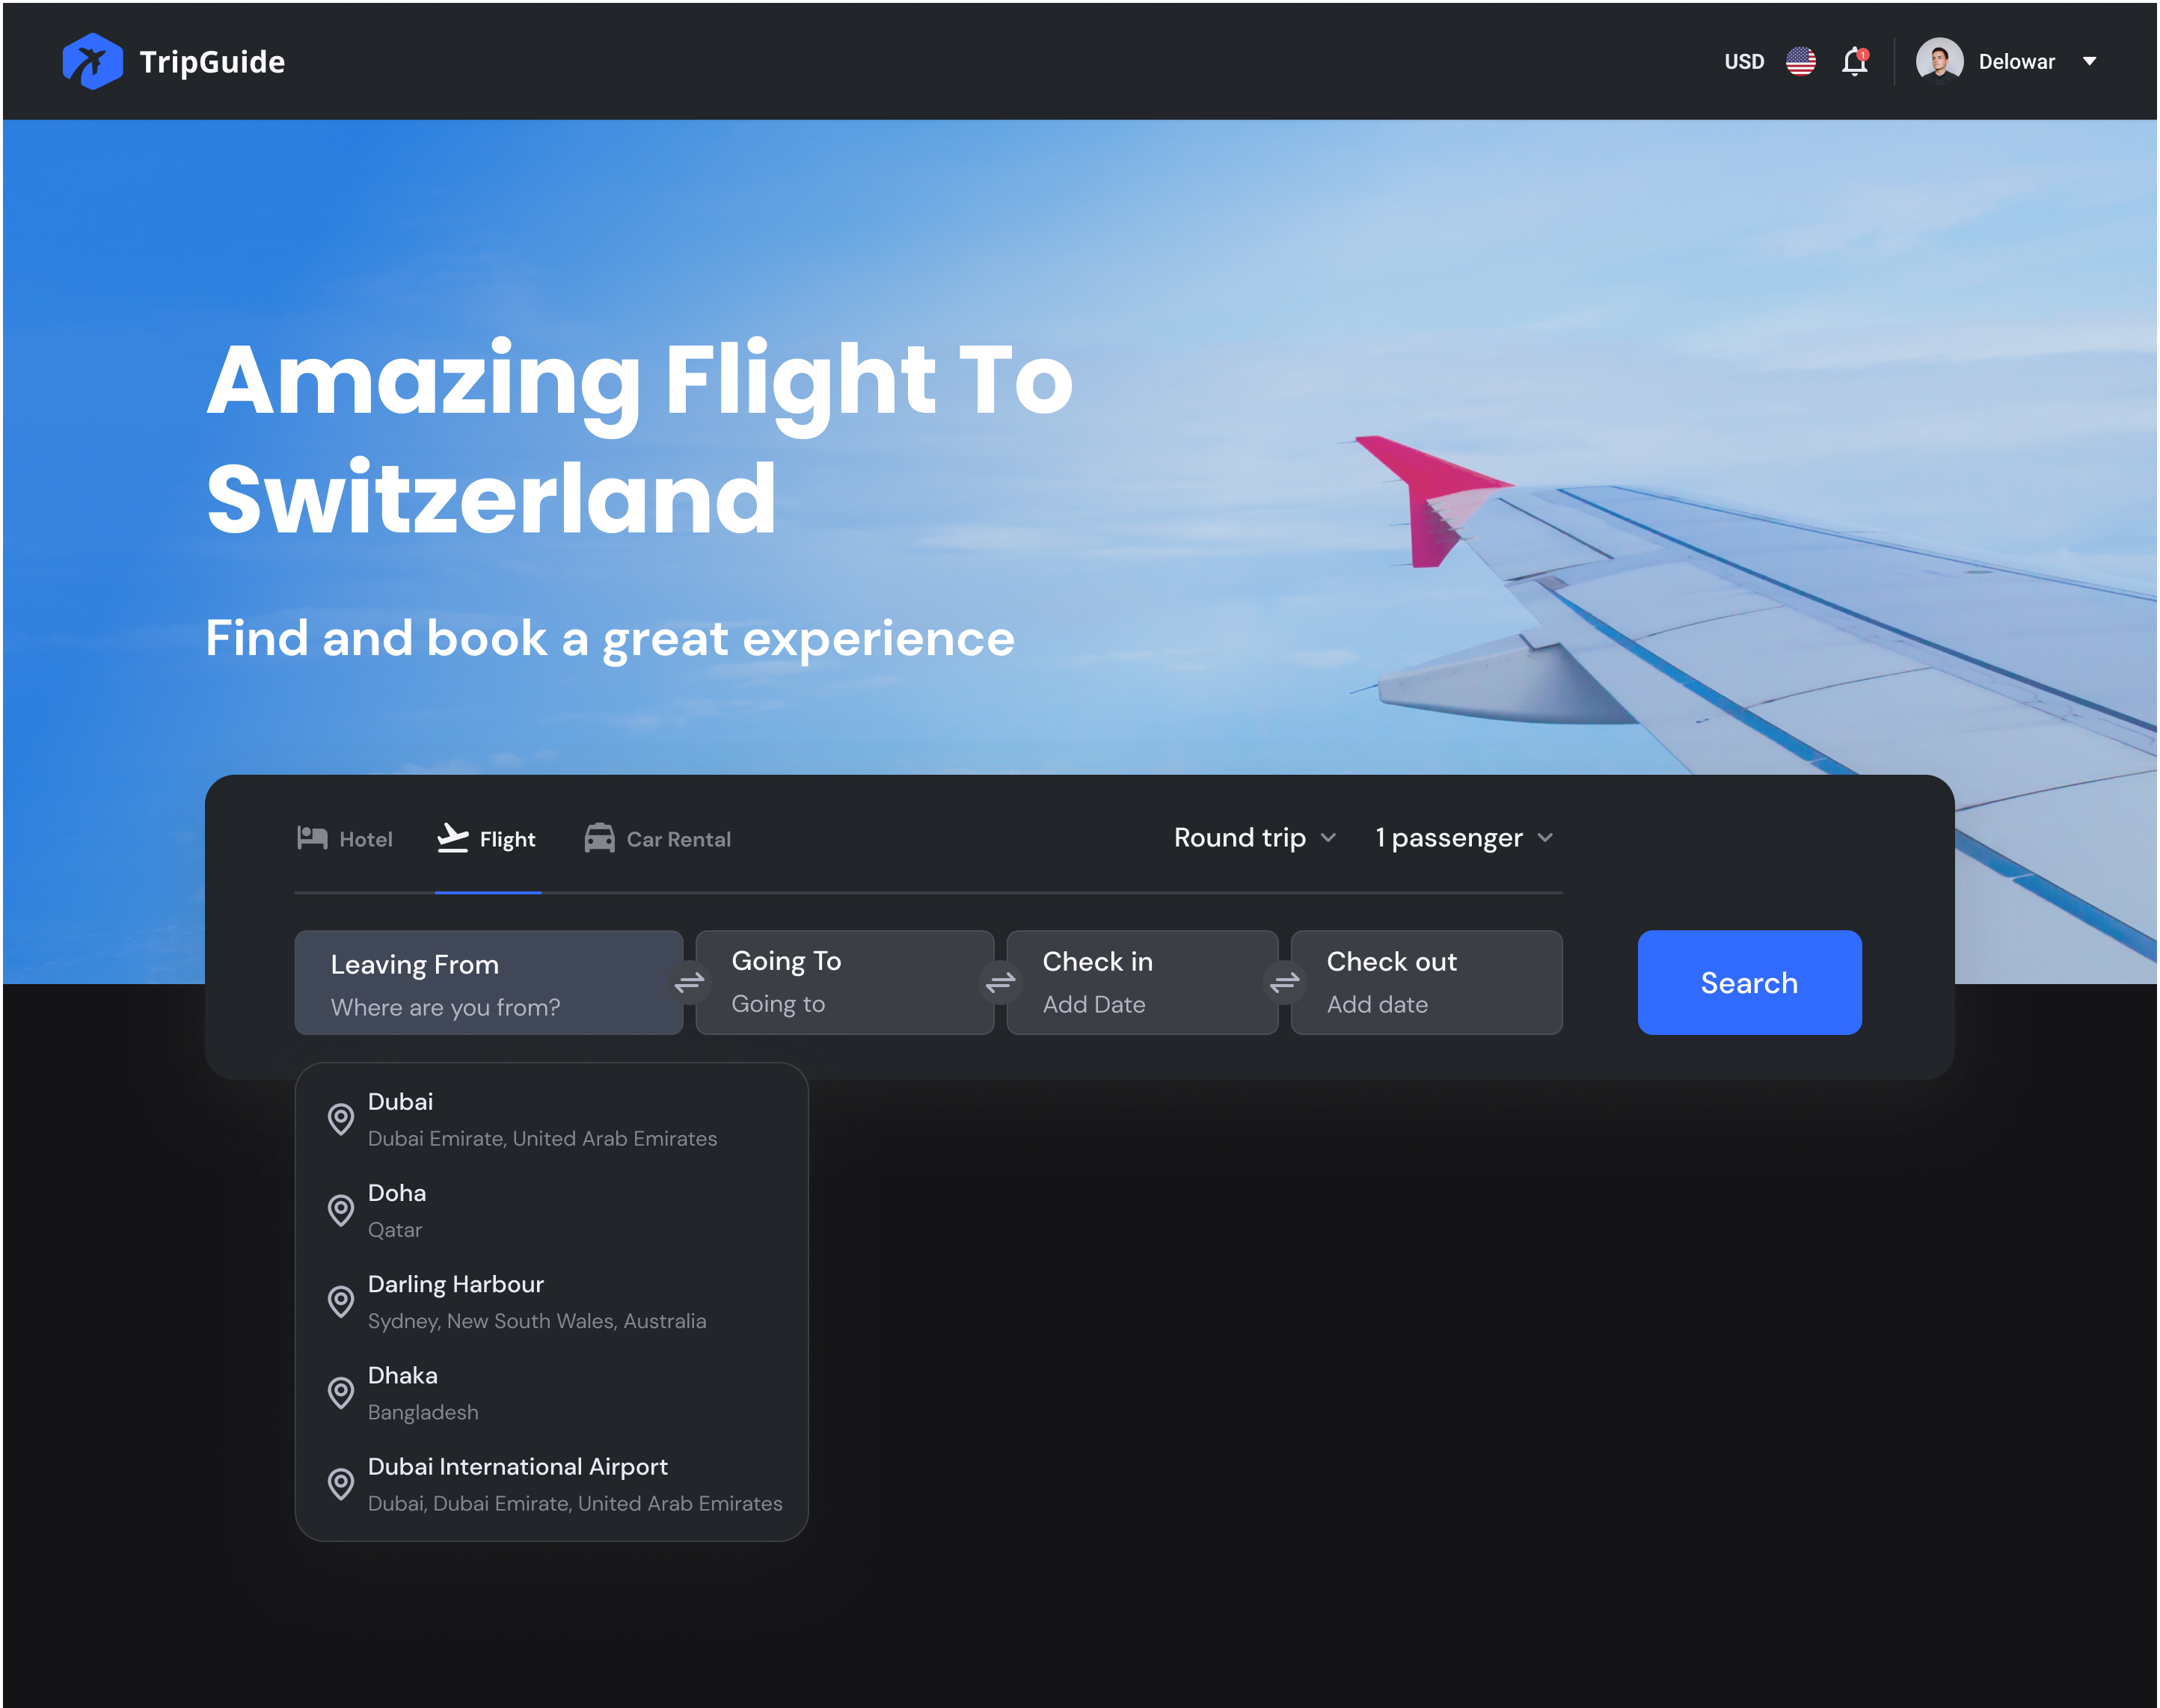 TripGuide
USD
1
Delowar
Amazing Flight To
Switzerland
Find and book a great experience
Hotel
Flight
Car Rental
Round trip
1 passenger
Leaving From
Where are you from?
Going To
Going to
Check in
Add Date
Check out
Add date
Search
Dubai
Dubai Emirate, United Arab Emirates
Doha
Qatar
Darling Harbour
Sydney, New South Wales, Australia
Dhaka
Bangladesh
Dubai International Airport
Dubai, Dubai Emirate, United Arab Emirates